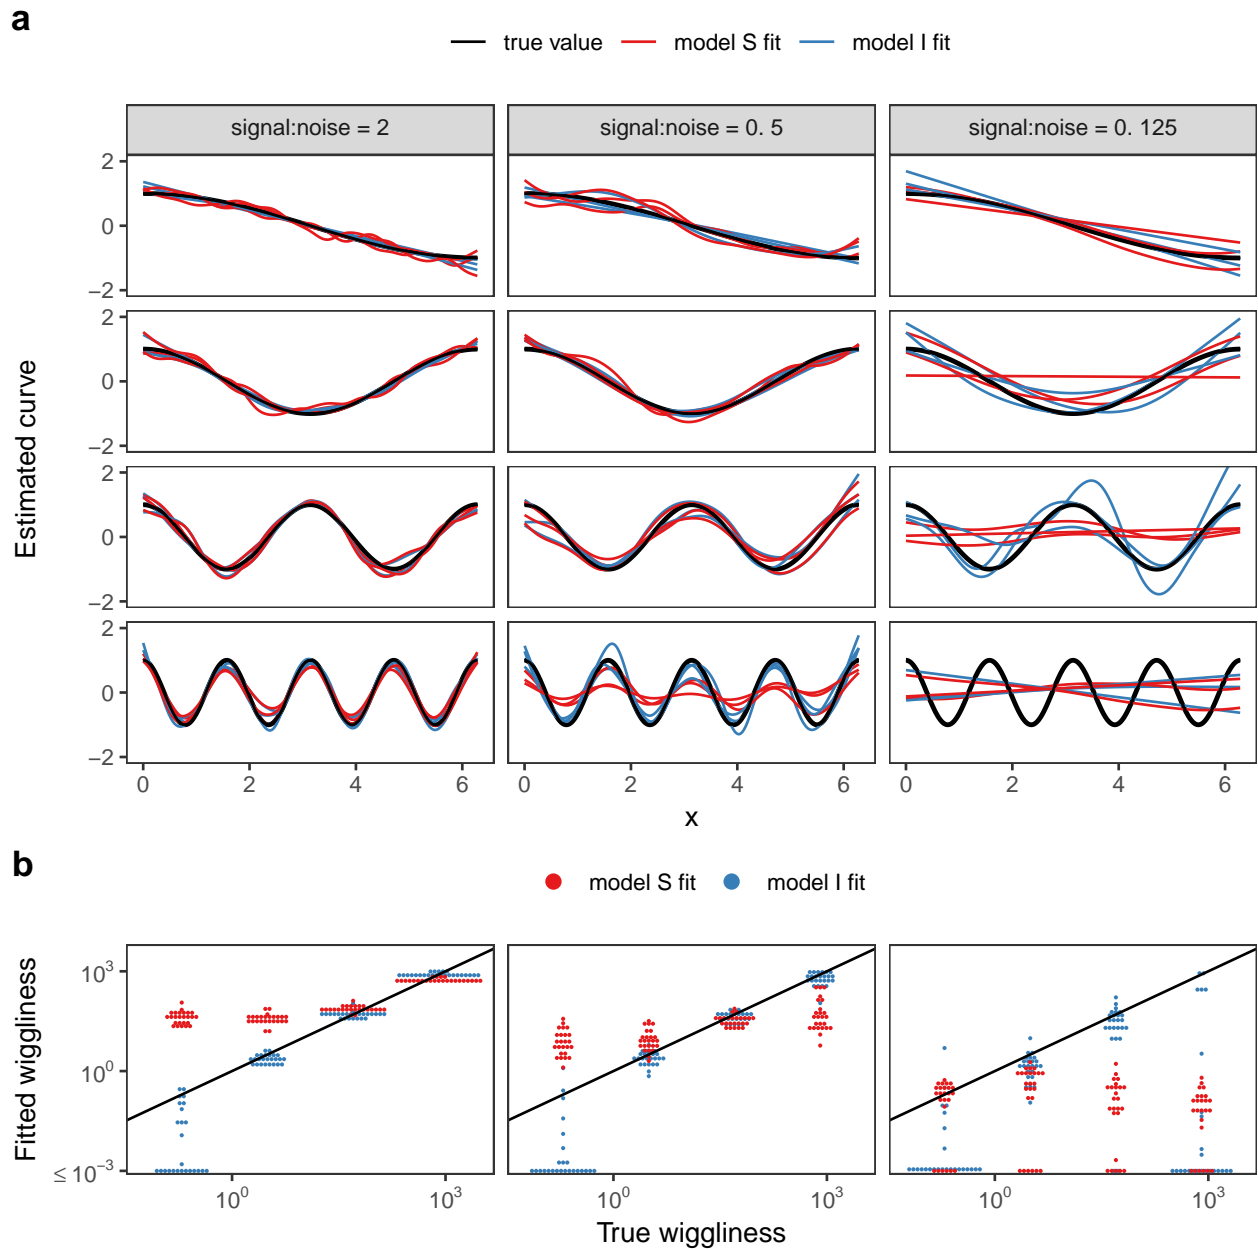 a
true value model S fit model I fit
signal:noise = 2 signal:noise = 0. 5 signal:noise = 0. 125
Estimated curve
2
0
−2
2
0
−2
2
0
−2
2
0
−2
0 2 4 6 0 2 4 6 0 2 4 6
x
b
model S fit model I fit
Fitted wiggliness
10³
10⁰
≤ 10⁻³
10⁰ 10³ 10⁰ 10³ 10⁰ 10³
True wiggliness